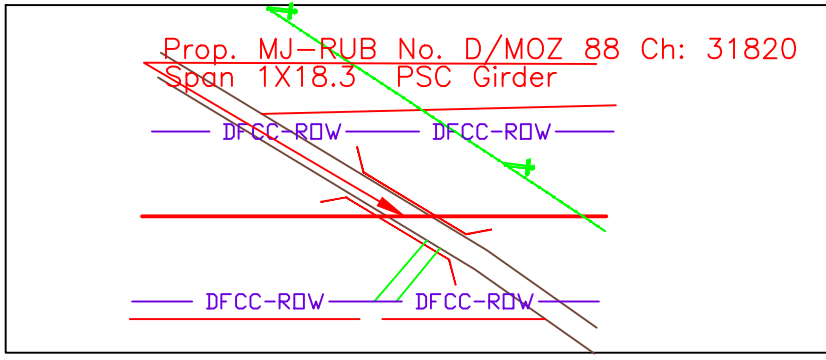 Prop. MJ-RUB No. D/MOZ 88 Ch: 31820
Span 1X18.3 PSC Girder
DFCC-ROW DFCC-ROW
DFCC-ROW DFCC-ROW